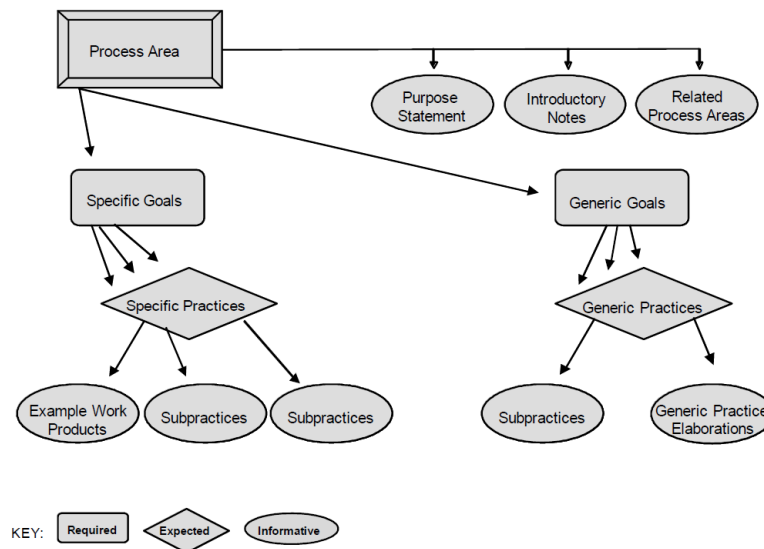 Process Area
Purpose
Statement
Introductory
Notes
Related
Process Areas
Specific Goals
Generic Goals
Specific Practices
Generic Practices
Example Work
Products
Subpractices
Subpractices
Subpractices
Generic Practice
Elaborations
KEY:
Required
Expected
Informative